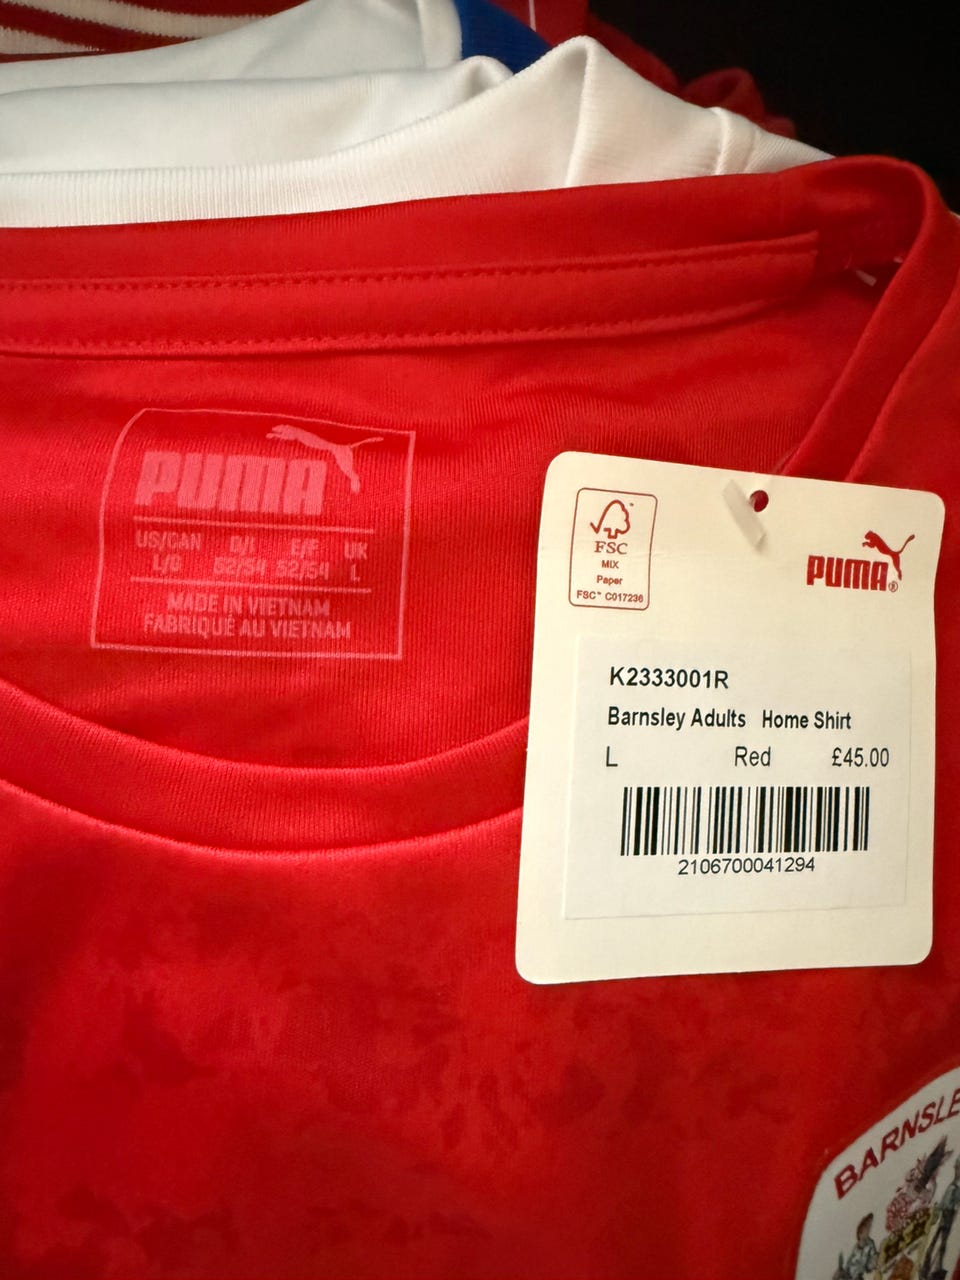 PUMA
US/CAN D/I E/F UK
L/G 52/54 52/54 L
MADE IN VIETNAM
FABRIQUÉ AU VIETNAM
FSC
MIX
Paper
FSC™ C017236
PUMA®
K2333001R
Barnsley Adults Home Shirt
L Red £45.00
2106700041294
BARNSLE